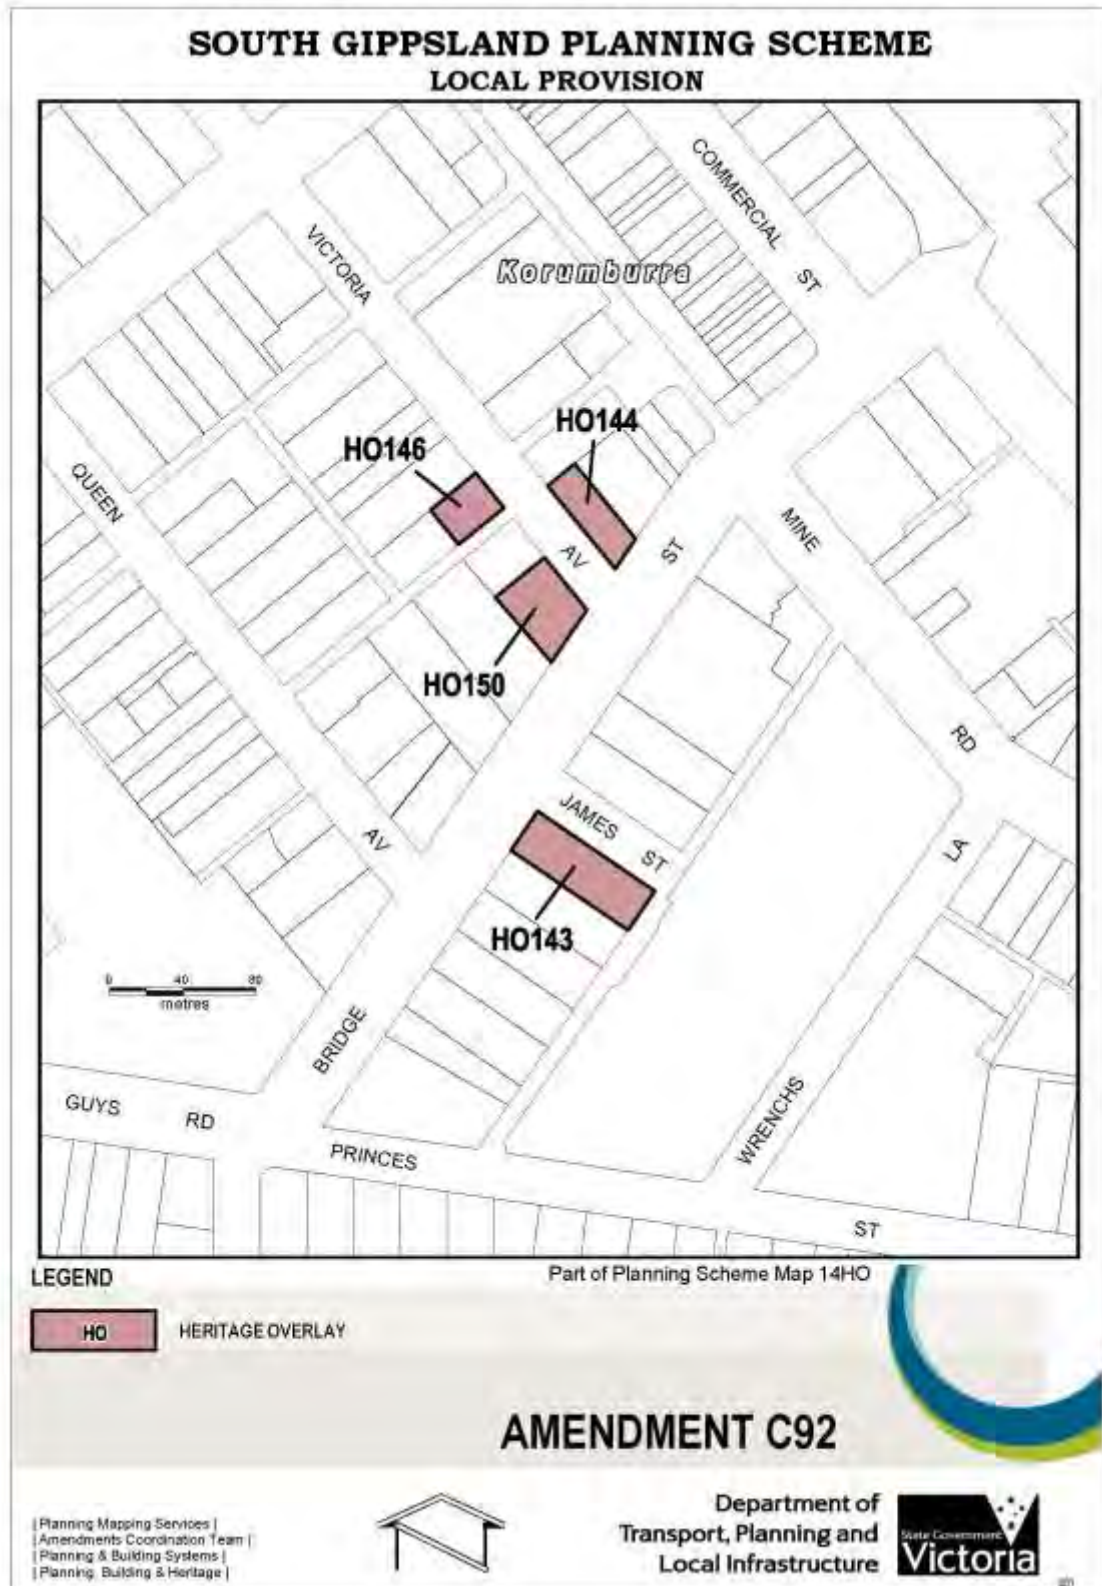 SOUTH GIPPSLAND PLANNING SCHEME
LOCAL PROVISION
COMMERCIAL
ST
VICTORIA
Korumburra
HO144
HO146
QUEEN
MINE
AV
ST
HO150
RD
JAMES
ST
AV
LA
HO143
0 40 80
metres
BRIDGE
GUYS
RD
WRENCHS
PRINCES
ST
LEGEND
Part of Planning Scheme Map 14HO
HO
HERITAGE OVERLAY
AMENDMENT C92
| Planning Mapping Services |
| Amendments Coordination Team |
| Planning & Building Systems |
| Planning, Building & Heritage |
Department of
Transport, Planning and
Local Infrastructure
State Government
Victoria